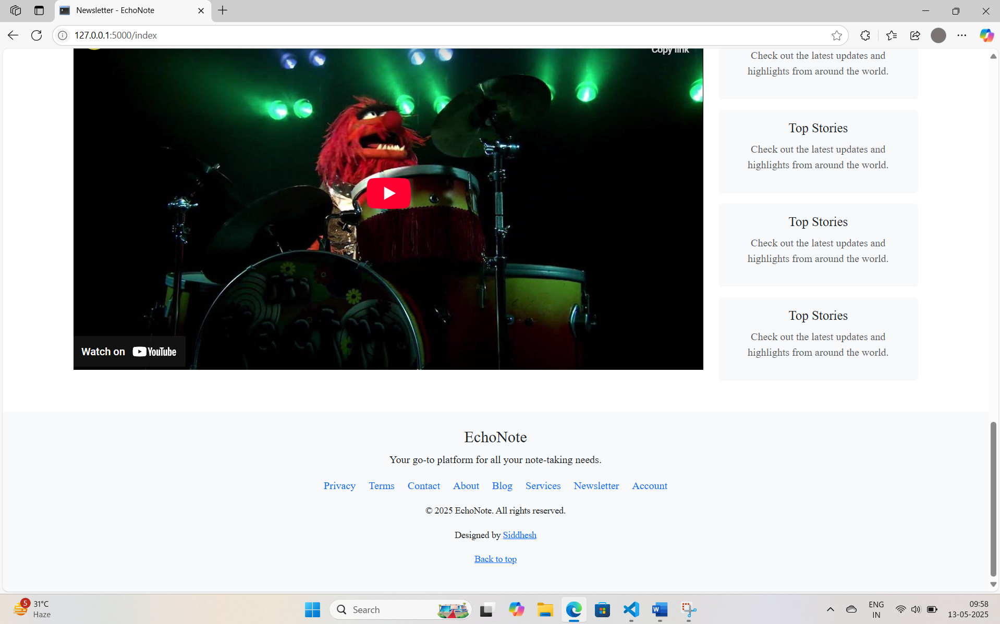 Newsletter - EchoNote
127.0.0.1:5000/index
Copy link
Check out the latest updates and
highlights from around the world.
Top Stories
Check out the latest updates and
highlights from around the world.
Top Stories
Check out the latest updates and
highlights from around the world.
Top Stories
Check out the latest updates and
highlights from around the world.
Watch on YouTube
EchoNote
Your go-to platform for all your note-taking needs.
Privacy Terms Contact About Blog Services Newsletter Account
© 2025 EchoNote. All rights reserved.
Designed by Siddhesh
Back to top
5
31°C
Haze
Search
ENG
IN
09:58
13-05-2025